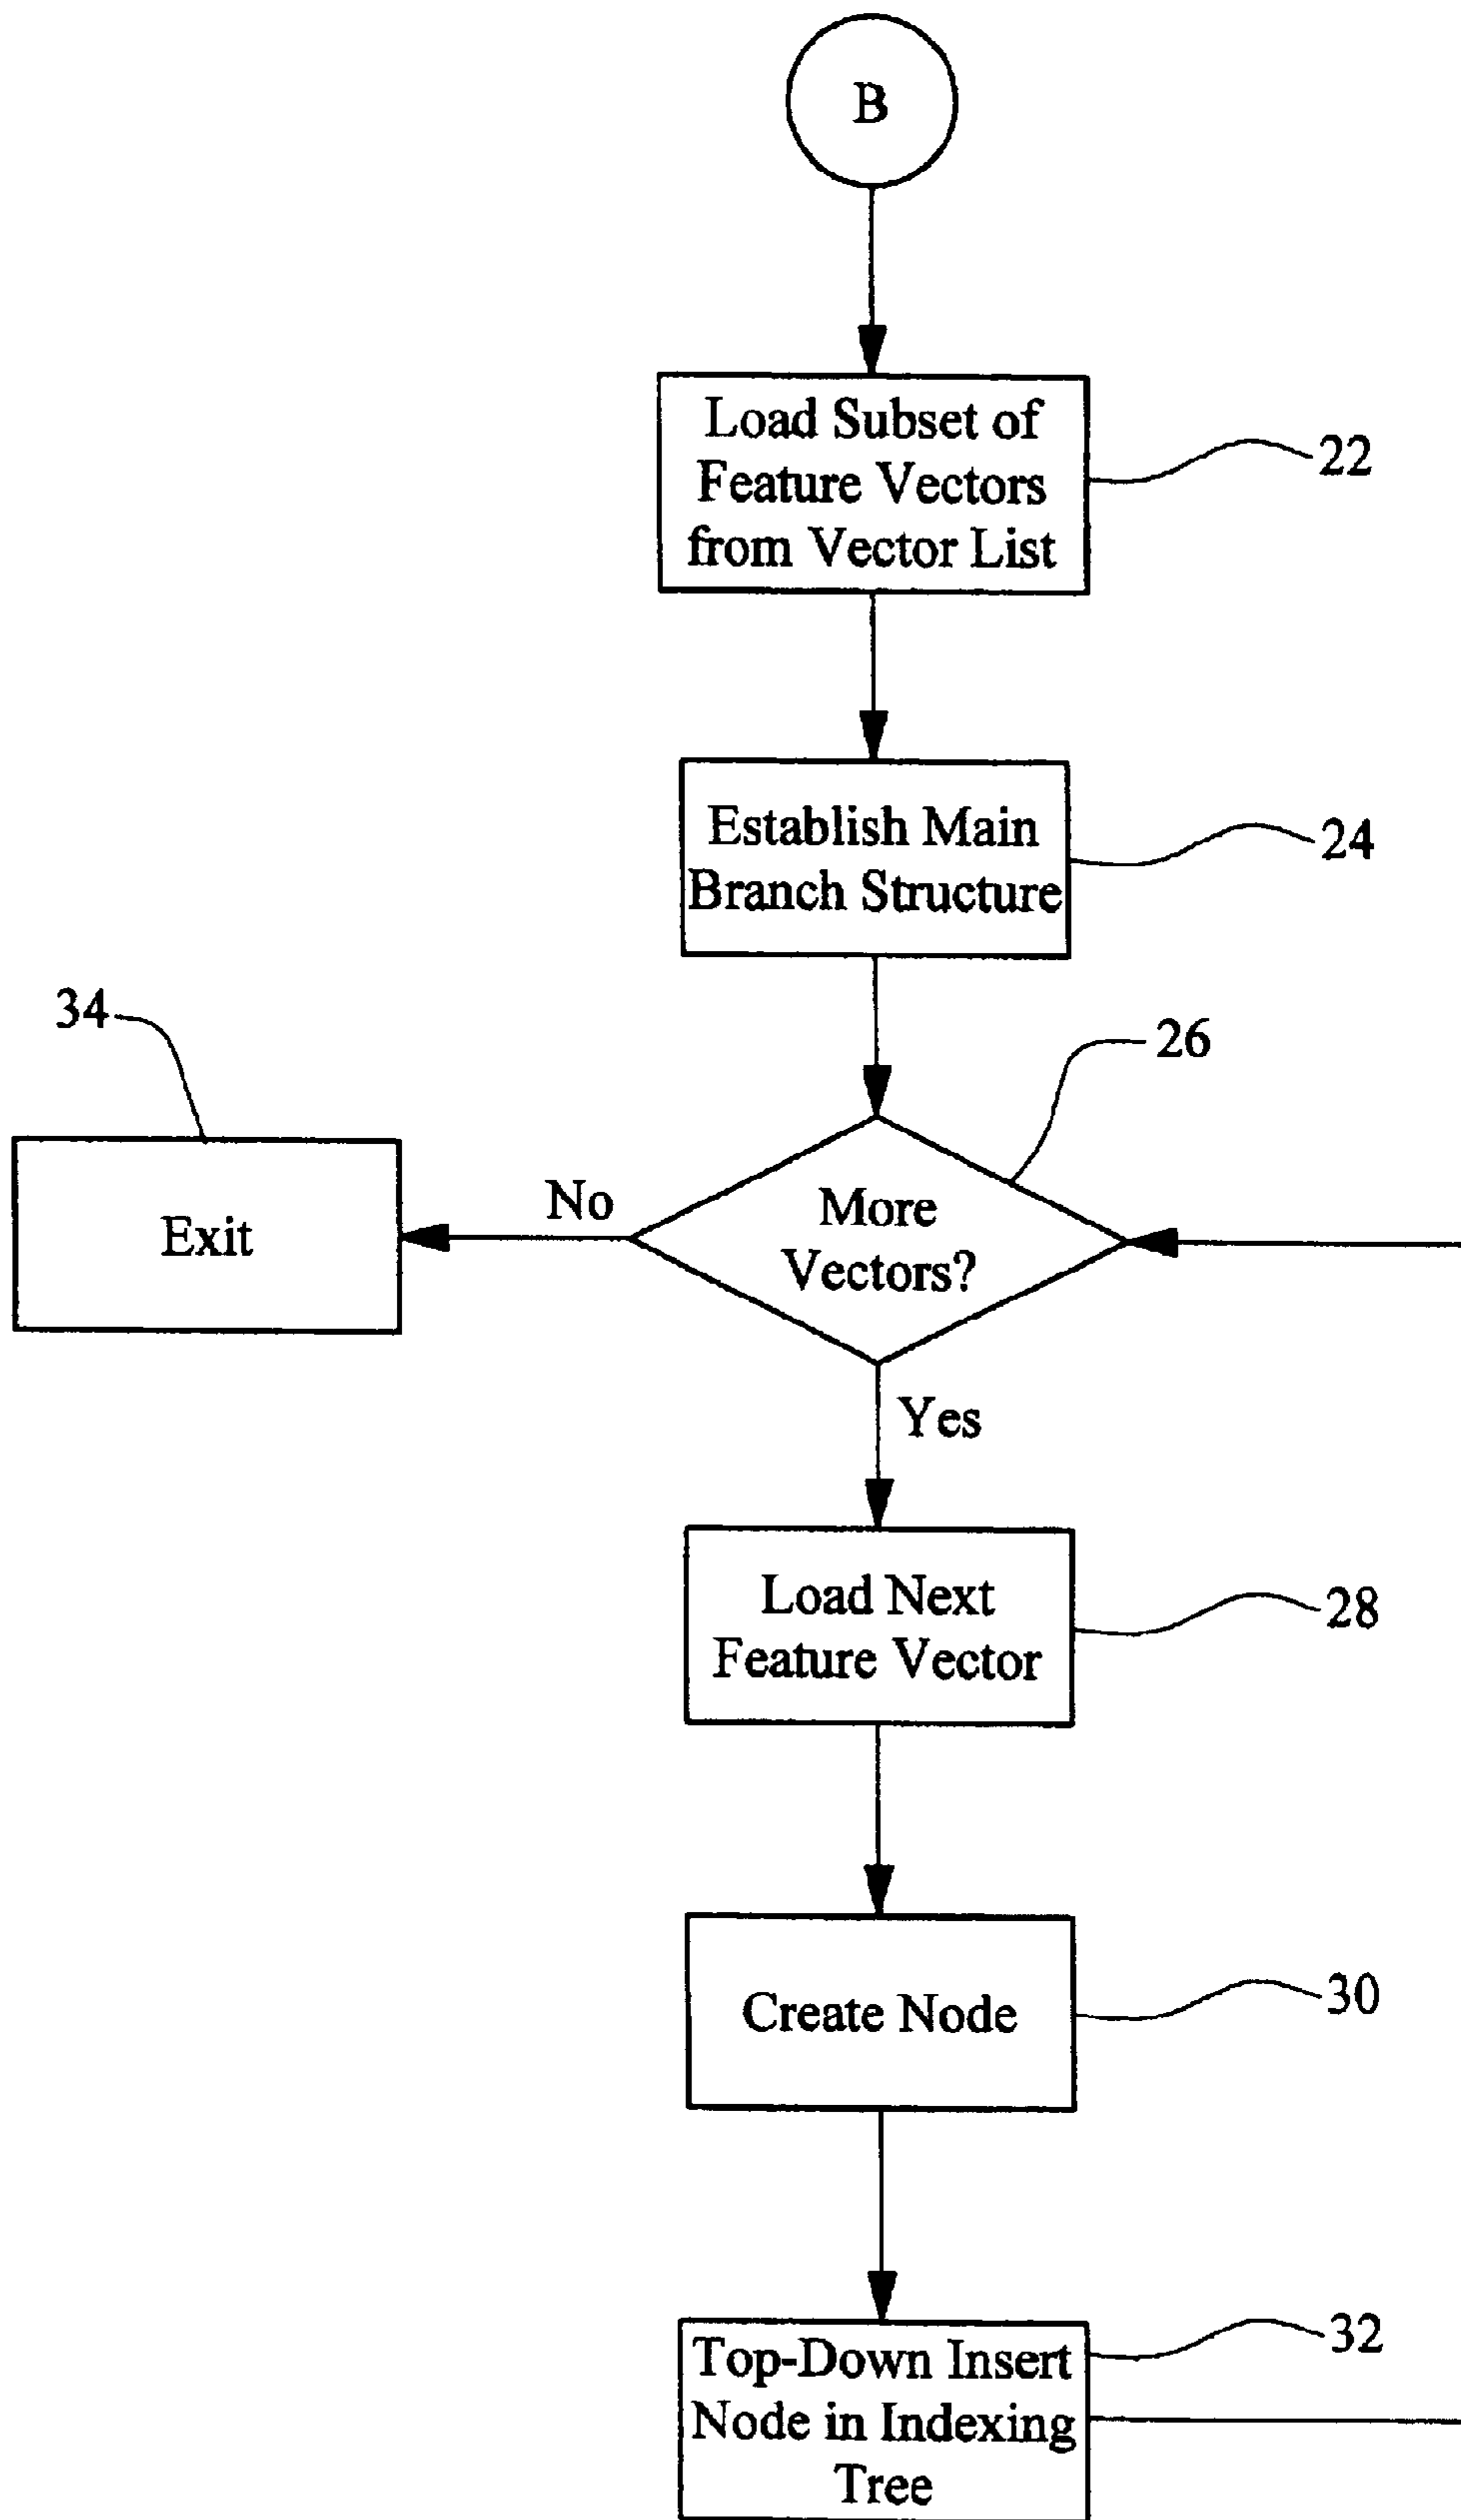 B
Load Subset of
Feature Vectors
from Vector List
22
Establish Main
Branch Structure
24
34
26
Exit
No
More
Vectors?
Yes
Load Next
Feature Vector
28
Create Node
30
Top-Down Insert
Node in Indexing
Tree
32